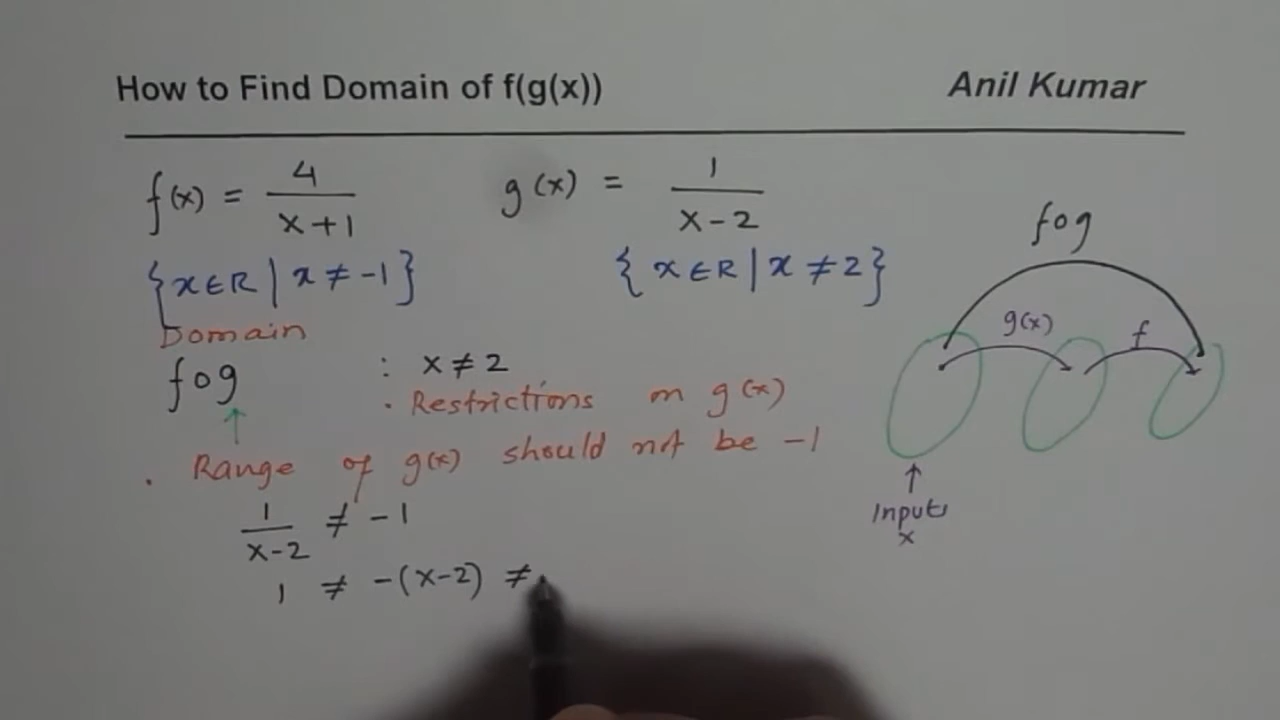 How to Find Domain of f(g(x)) Anil Kumar
f(x) = 4/(x+1) g(x) = 1/(x-2)
{x∈R | x ≠ -1} {x∈R | x ≠ 2}
Domain
fog : x ≠ 2
. Restrictions on g(x)
. Range of g(x) should not be -1
1/(x-2) ≠ -1
1 ≠ -(x-2) ≠
fog
g(x) f
Inputs
x